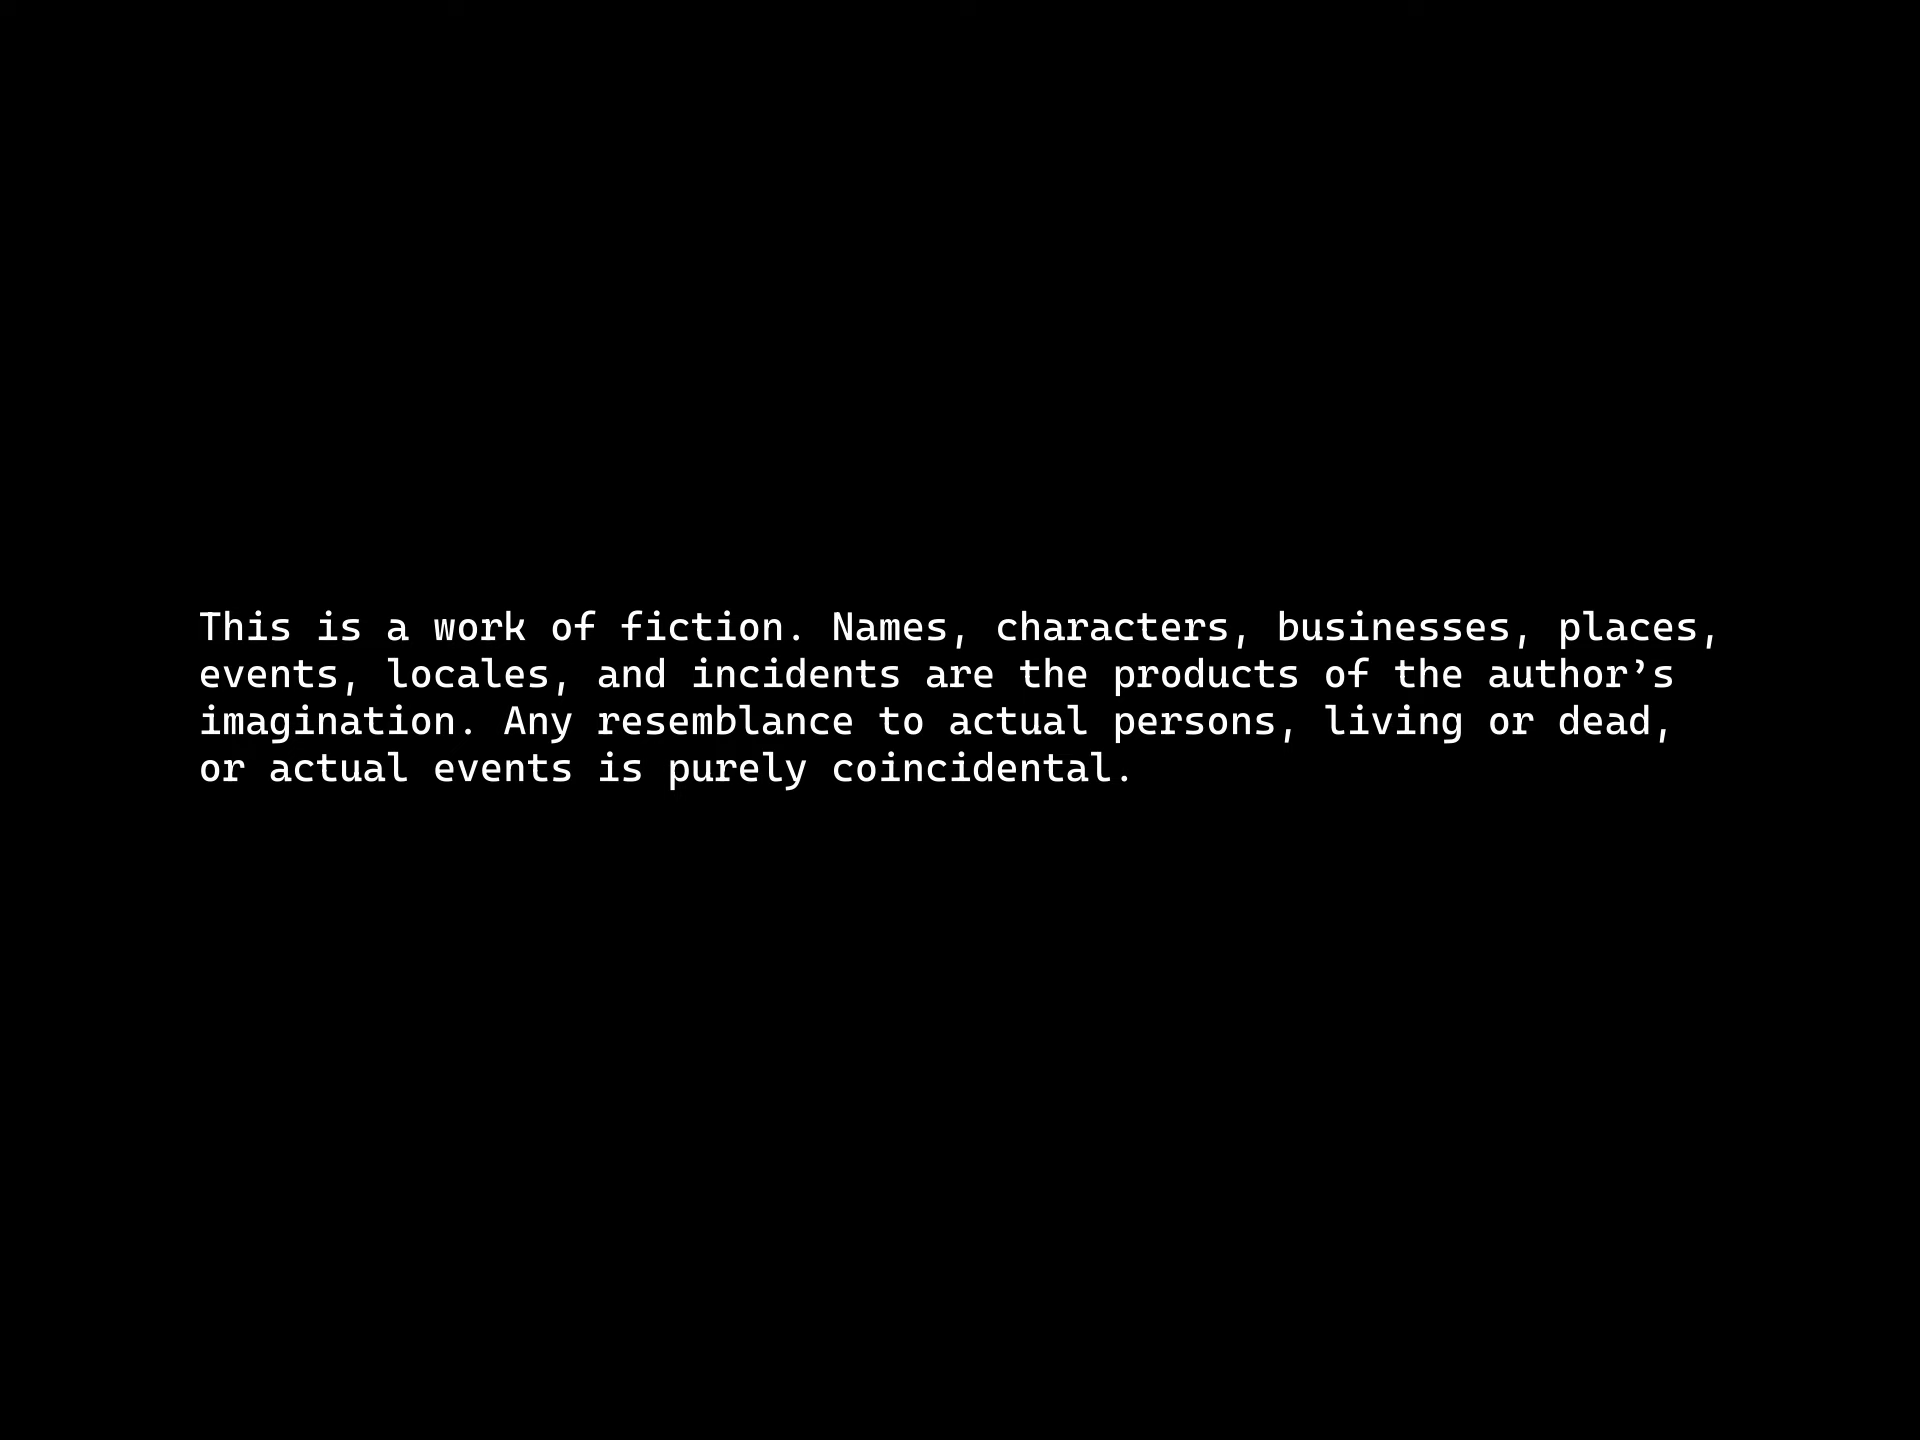 This is a work of fiction. Names, characters, businesses, places,
events, locales, and incidents are the products of the author’s
imagination. Any resemblance to actual persons, living or dead,
or actual events is purely coincidental.